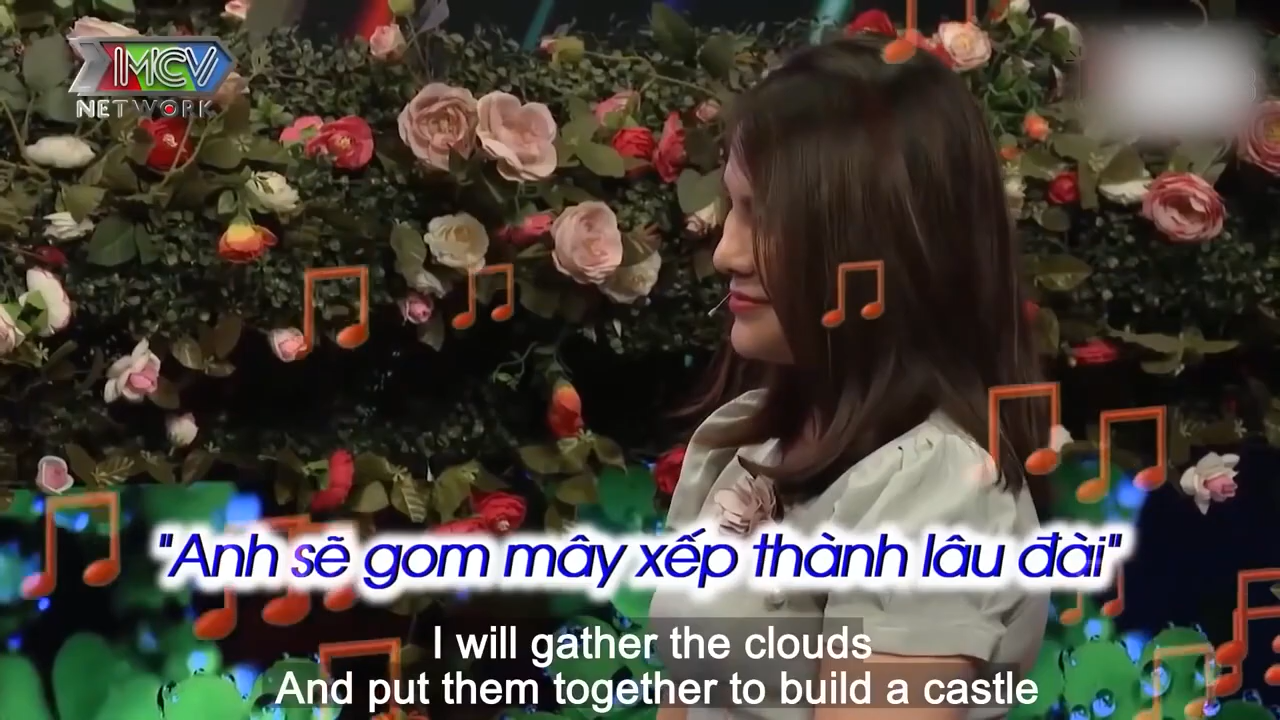 MCV
NETWORK
"Anh sẽ gom mây xếp thành lâu đài"
I will gather the clouds
And put them together to build a castle